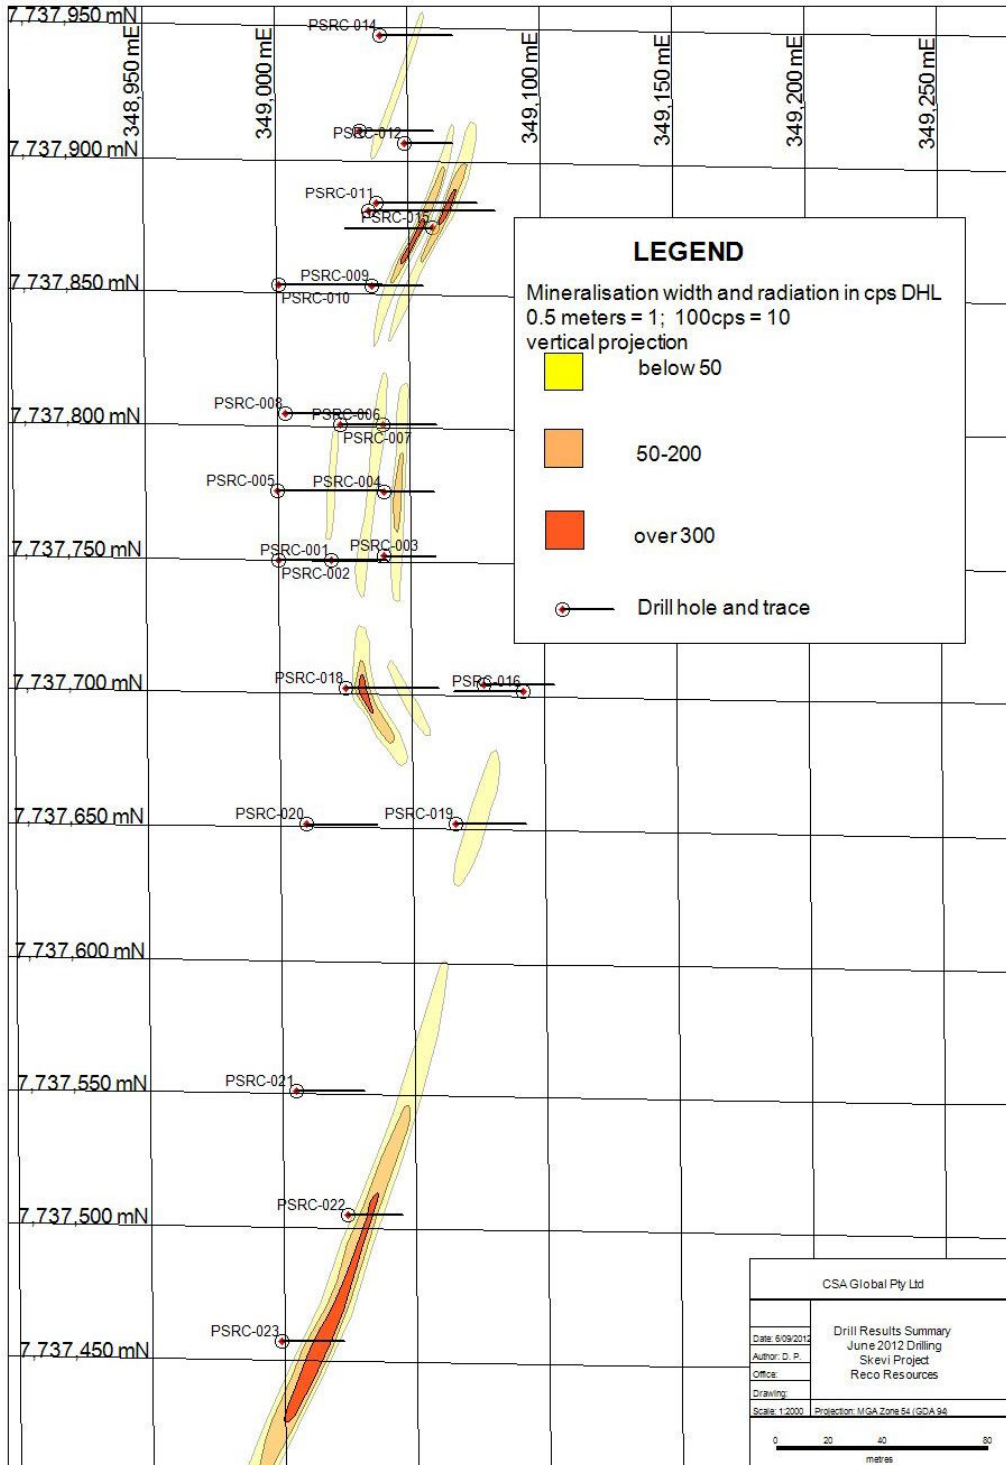 7,737,950 mN
PSRC-014
348,950 mE
349,000 mE
349,100 mE
349,150 mE
349,200 mE
349,250 mE
PSRC-012
7,737,900 mN
PSRC-011
PSRC-015
PSRC-009
7,737,850 mN
PSRC-010
LEGEND
Mineralisation width and radiation in cps DHL
0.5 meters = 1; 100cps = 10
vertical projection
below 50
50-200
over 300
Drill hole and trace
PSRC-008
PSRC-006
7,737,800 mN
PSRC-007
PSRC-005
PSRC-004
PSRC-003
7,737,750 mN
PSRC-001
PSRC-002
PSRC-018
PSRC-016
7,737,700 mN
PSRC-020
PSRC-019
7,737,650 mN
7,737,600 mN
PSRC-021
7,737,550 mN
PSRC-022
7,737,500 mN
PSRC-023
7,737,450 mN
CSA Global Pty Ltd
Date: 6/09/2012
Author: D. P.
Office:
Drawing:
Drill Results Summary
June 2012 Drilling
Skevi Project
Reco Resources
Scale: 1:2000
Projection: MGA Zone 54 (GDA 94
0 20 40 80
metres